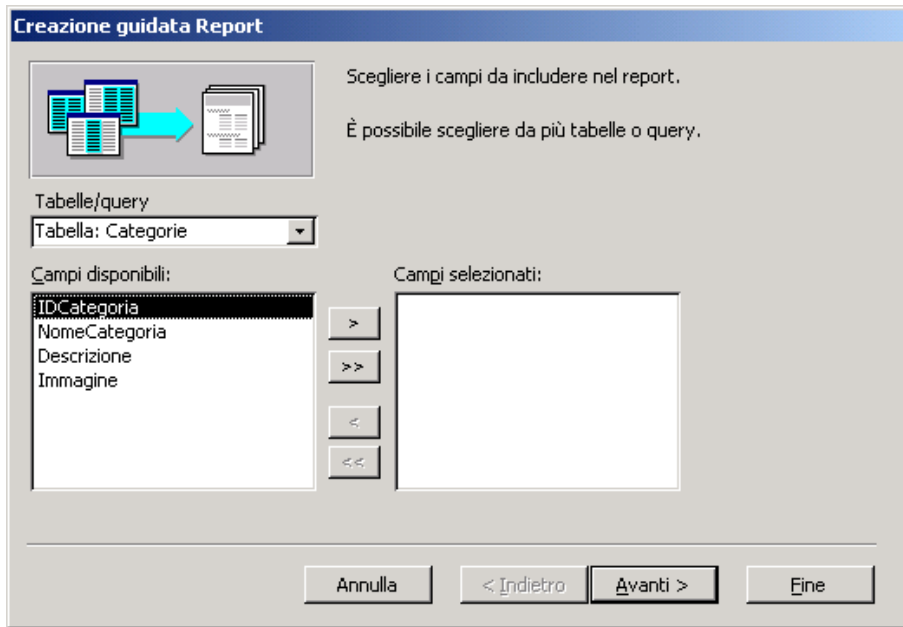 Creazione guidata Report
Scegliere i campi da includere nel report.
È possibile scegliere da più tabelle o query.
Tabelle/query
Tabella: Categorie
Campi disponibili:
Campi selezionati:
IDCategoria
NomeCategoria
Descrizione
Immagine
>
>>
<
<<
Annulla
< Indietro
Avanti >
Fine